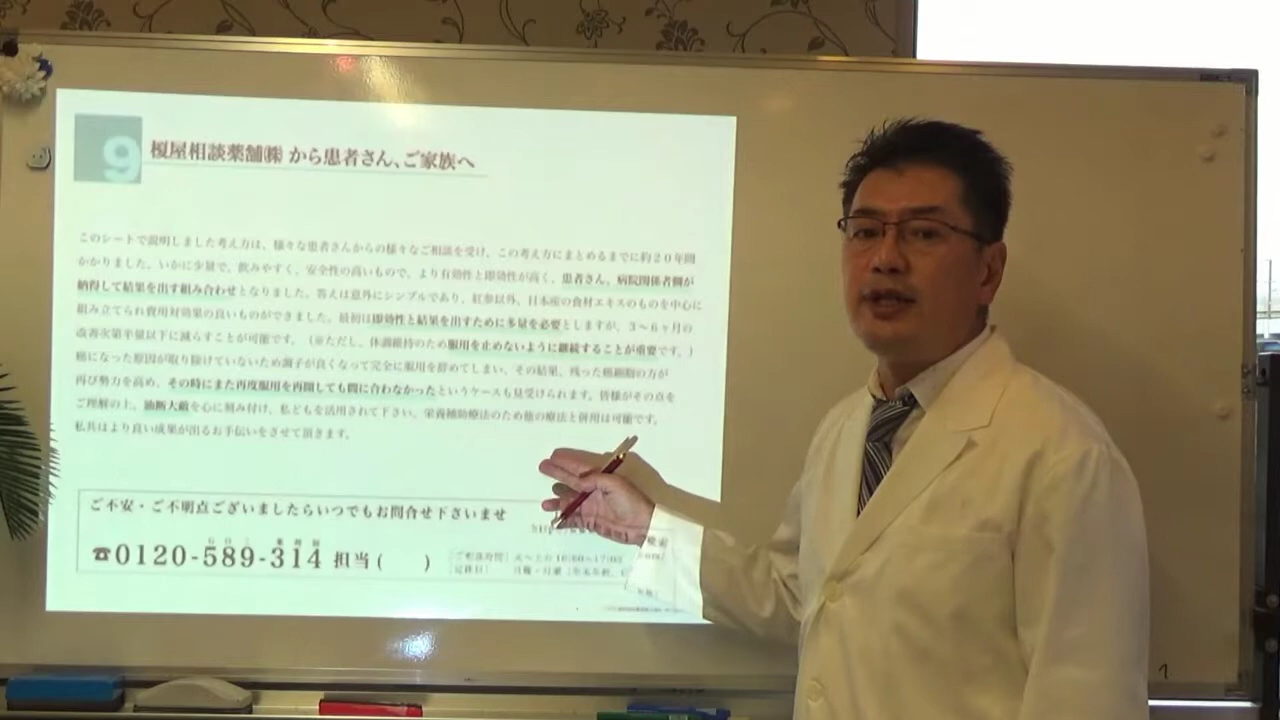 9
榎屋相談薬舗㈱ から患者さん、ご家族へ
このシートで説明しました考え方は、様々な患者さんからの様々なご相談を受け、この考え方にまとめるまでに約20年間
かかりました。いかに少量で、飲みやすく、安全性の高いもので、より有効性と即効性が高く、患者さん、病院関係者側が
納得して結果を出す組み合わせとなりました。答えは意外にシンプルであり、紅参以外、日本産の食材エキスのものを中心に
組み立てられ費用対効果の良いものができました。最初は即効性と結果を出すために多量を必要としますが、3~6ヶ月の
改善次第半量以下に減らすことが可能です。(※ただし、体調維持のため服用を止めないように継続することが重要です。)
癌になった原因が取り除けていないため調子が良くなって完全に服用を辞めてしまい、その結果、残った癌細胞の方が
再び勢力を高め、その時にまた再度服用を再開しても間に合わなかったというケースも見受けられます。皆様がその点を
ご理解の上、油断大敵を心に刻み付け、私どもを活用されて下さい。栄養補助療法のため他の療法と併用は可能です。
私共はより良い成果が出るお手伝いをさせて頂きます。
ご不安・ご不明点ございましたらいつでもお問合せ下さいませ
☎0120-589-314 担当( )
ご相談時間
定休日